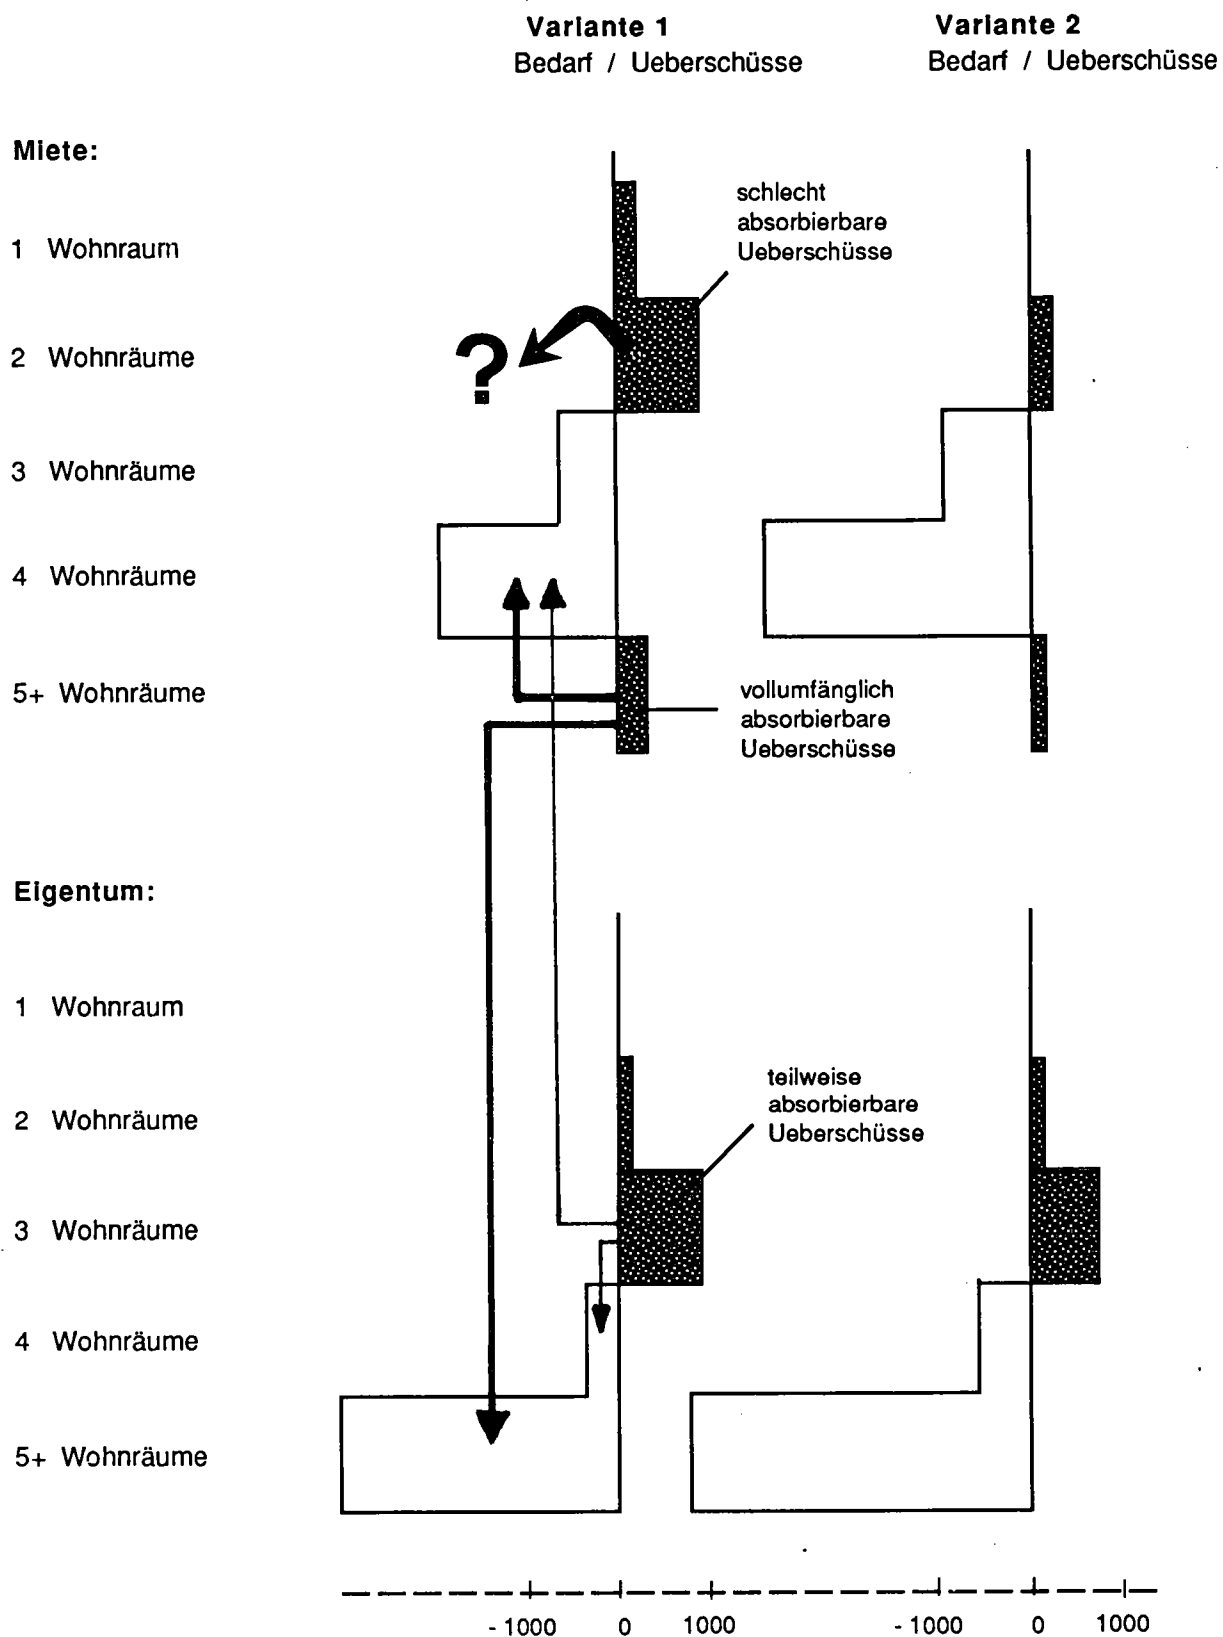 Variante 1
Bedarf / Ueberschüsse
Variante 2
Bedarf / Ueberschüsse
Miete:
1 Wohnraum
2 Wohnräume
3 Wohnräume
4 Wohnräume
5+ Wohnräume
schlecht
absorbierbare
Ueberschüsse
?
vollumfänglich
absorbierbare
Ueberschüsse
Eigentum:
1 Wohnraum
2 Wohnräume
3 Wohnräume
4 Wohnräume
5+ Wohnräume
teilweise
absorbierbare
Ueberschüsse
- 1000 0 1000
- 1000 0 1000